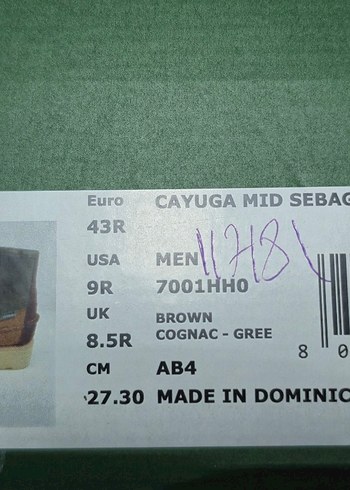 Euro CAYUGA MID SEBAG
43R
USA MEN
9R 7001HH0
UK BROWN
8.5R COGNAC - GREE
CM AB4
27.30 MADE IN DOMINIC
8 0